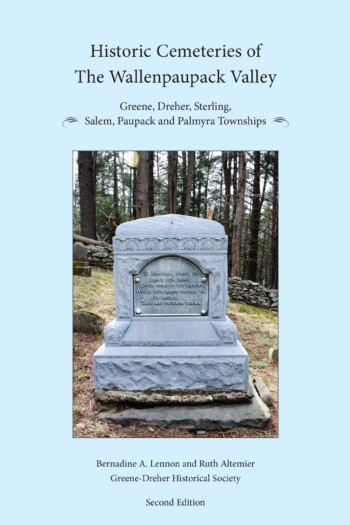 Historic Cemeteries of
The Wallenpaupack Valley
Greene, Dreher, Sterling,
Salem, Paupack and Palmyra Townships
Bernadine A. Lennon and Ruth Altemier
Greene-Dreher Historical Society
Second Edition